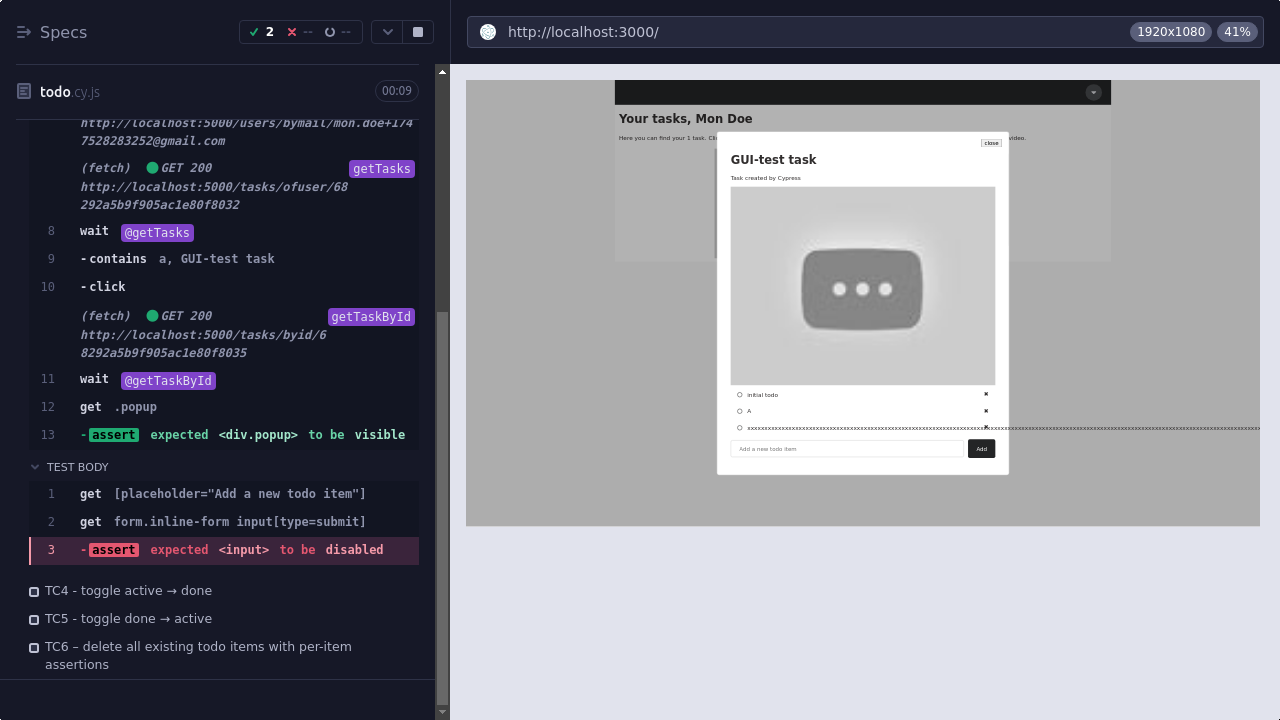 Specs
2 -- --
todo.cy.js
00:09
http://localhost:5000/users/bymail/mon.doe+174
7528283252@gmail.com
(fetch) GET 200 getTasks
http://localhost:5000/tasks/ofuser/68
292a5b9f905ac1e80f8032
8 wait @getTasks
9 -contains a, GUI-test task
10 -click
(fetch) GET 200 getTaskById
http://localhost:5000/tasks/byid/6
8292a5b9f905ac1e80f8035
11 wait @getTaskById
12 get .popup
13 -assert expected <div.popup> to be visible
TEST BODY
1 get [placeholder="Add a new todo item"]
2 get form.inline-form input[type=submit]
3 -assert expected <input> to be disabled
TC4 - toggle active → done
TC5 - toggle done → active
TC6 – delete all existing todo items with per-item
assertions
http://localhost:3000/
1920x1080 41%
Your tasks, Mon Doe
Here you can find your 1 task. video.
close
GUI-test task
Task created by Cypress
initial todo ✖
A ✖
Add a new todo item Add